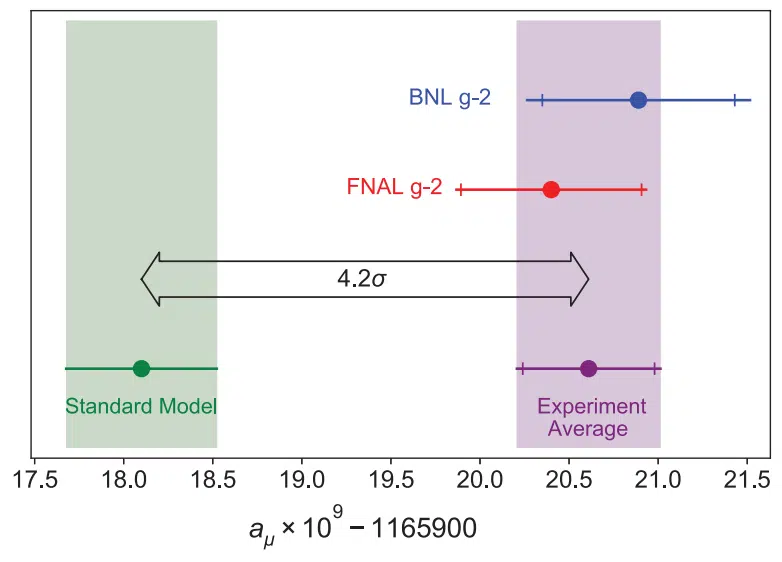 BNL g-2
FNAL g-2
4.2σ
Standard Model
Experiment
Average
17.5 18.0 18.5 19.0 19.5 20.0 20.5 21.0 21.5
aμ × 10⁹ − 1165900